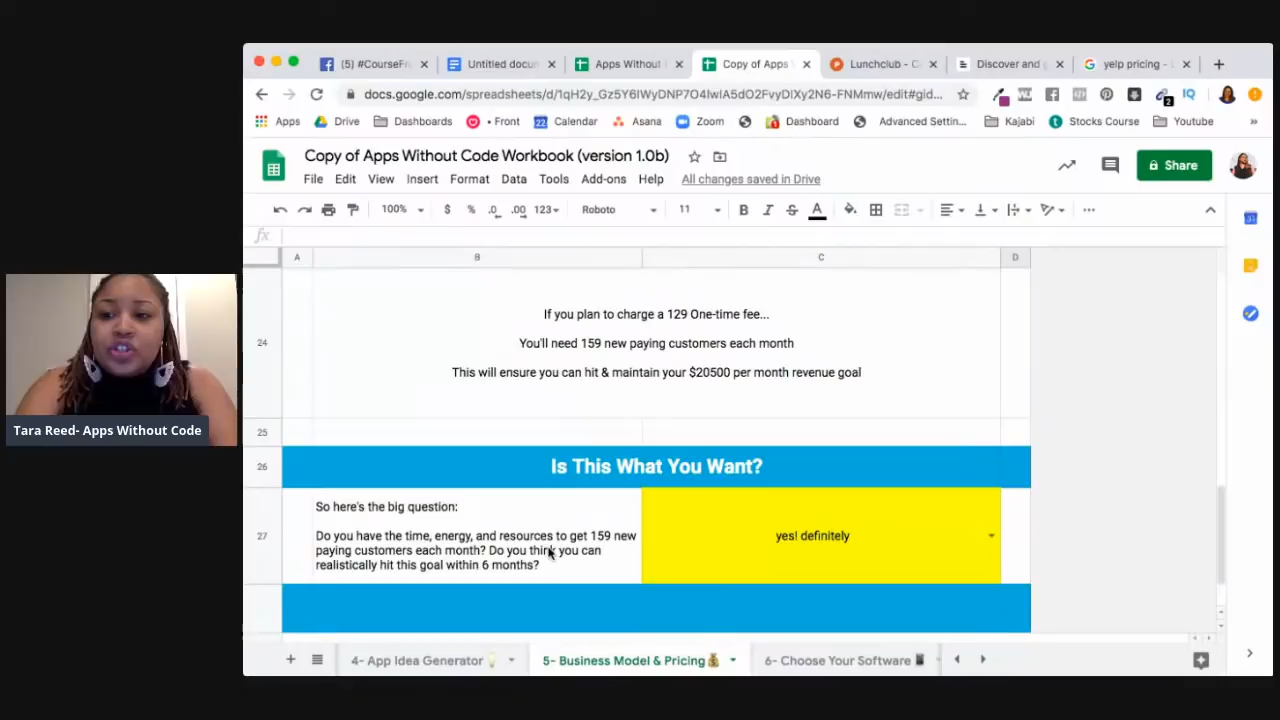 (5) #CourseFr
Untitled docu
Apps Without
Copy of Apps
Lunchclub - C
Discover and
yelp pricing -
docs.google.com/spreadsheets/d/1qH2y_Gz5Y6IWyDNP7O4IwIA5dO2FvyDIXy2N6-FNMmw/edit#gid...
IQ
2
Apps
Drive
Dashboards
• Front
22 Calendar
Asana
Zoom
Dashboard
Advanced Setting...
Kajabi
Stocks Course
Youtube
»
Copy of Apps Without Code Workbook (version 1.0b)
File Edit View Insert Format Data Tools Add-ons Help All changes saved in Drive
Share
100% $ % .0 .00 123 Roboto 11 B I S A
fx
A B C D
24
If you plan to charge a 129 One-time fee...
You'll need 159 new paying customers each month
This will ensure you can hit & maintain your $20500 per month revenue goal
25
26
Is This What You Want?
27
So here's the big question:
Do you have the time, energy, and resources to get 159 new
paying customers each month? Do you think you can
realistically hit this goal within 6 months?
yes! definitely
4- App Idea Generator
5- Business Model & Pricing
6- Choose Your Software
Tara Reed- Apps Without Code